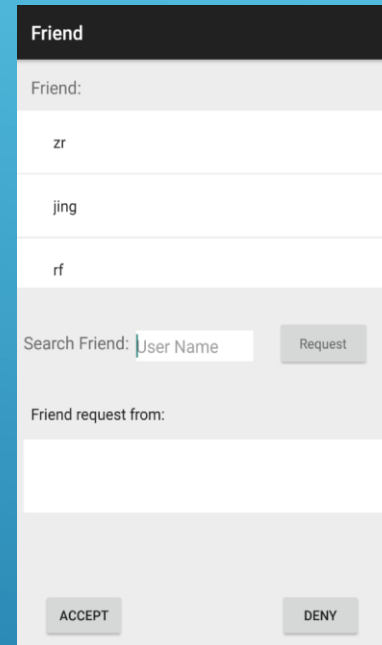 Friend
Friend:
zr
jing
rf
Search Friend: User Name Request
Friend request from:
ACCEPT DENY